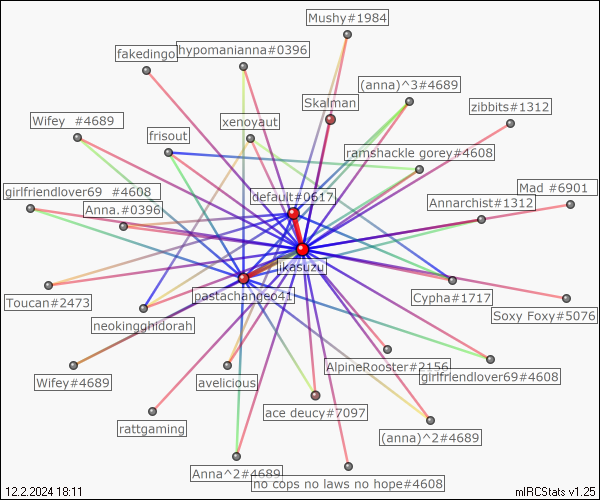 Mushy#1984
fakedingo
hypomanianna#0396
(anna)^3#4689
Skalman
zibbits#1312
Wifey  #4689
xenoyaut
frisout
ramshackle gorey#4608
girlfriendlover69  #4608
default#0617
Mad #6901
Anna.#0396
Annarchist#1312
ikasuzu
pastachangeo41
Toucan#2473
Cypha#1717
Soxy Foxy#5076
neokingghidorah
AlpineRooster#2156
girlfriendlover69#4608
Wifey#4689
avelicious
ace deucy#7097
rattgaming
(anna)^2#4689
Anna^2#4689
no cops no laws no hope#4608
12.2.2024 18:11
mIRCStats v1.25